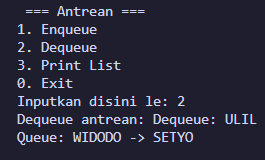 === Antrean ===
1. Enqueue
2. Dequeue
3. Print List
0. Exit
Inputkan disini le: 2
Dequeue antrean: Dequeue: ULIL
Queue: WIDODO -> SETYO